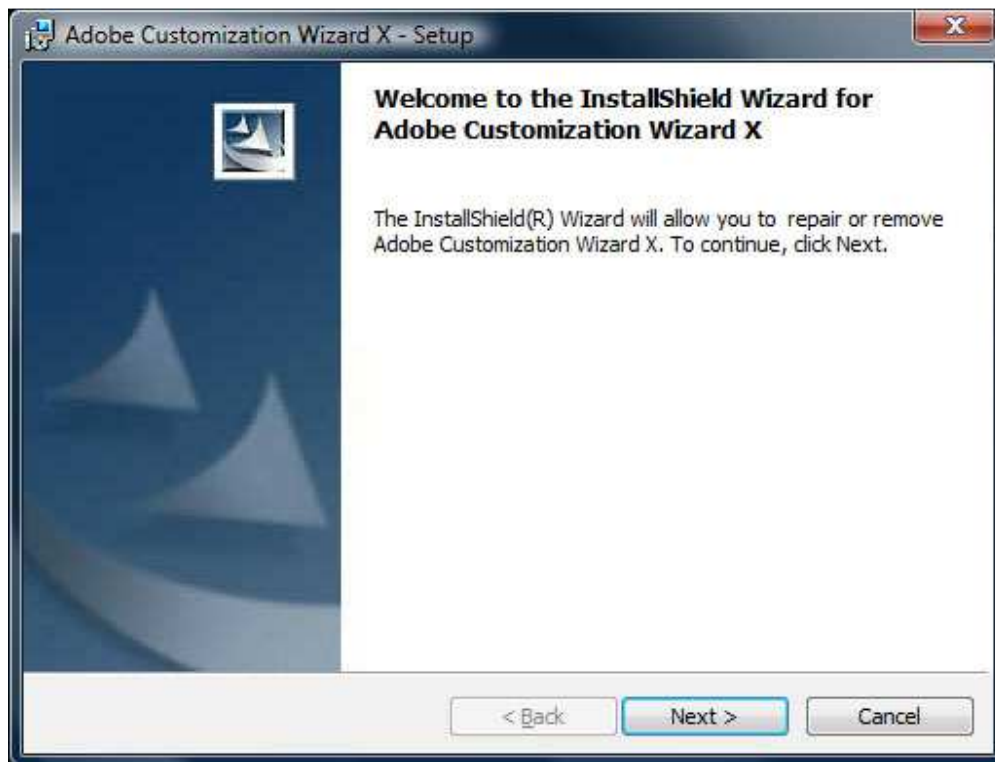 Adobe Customization Wizard X - Setup
Welcome to the InstallShield Wizard for
Adobe Customization Wizard X
The InstallShield(R) Wizard will allow you to  repair or remove
Adobe Customization Wizard X. To continue, click Next.
< Back
Next >
Cancel